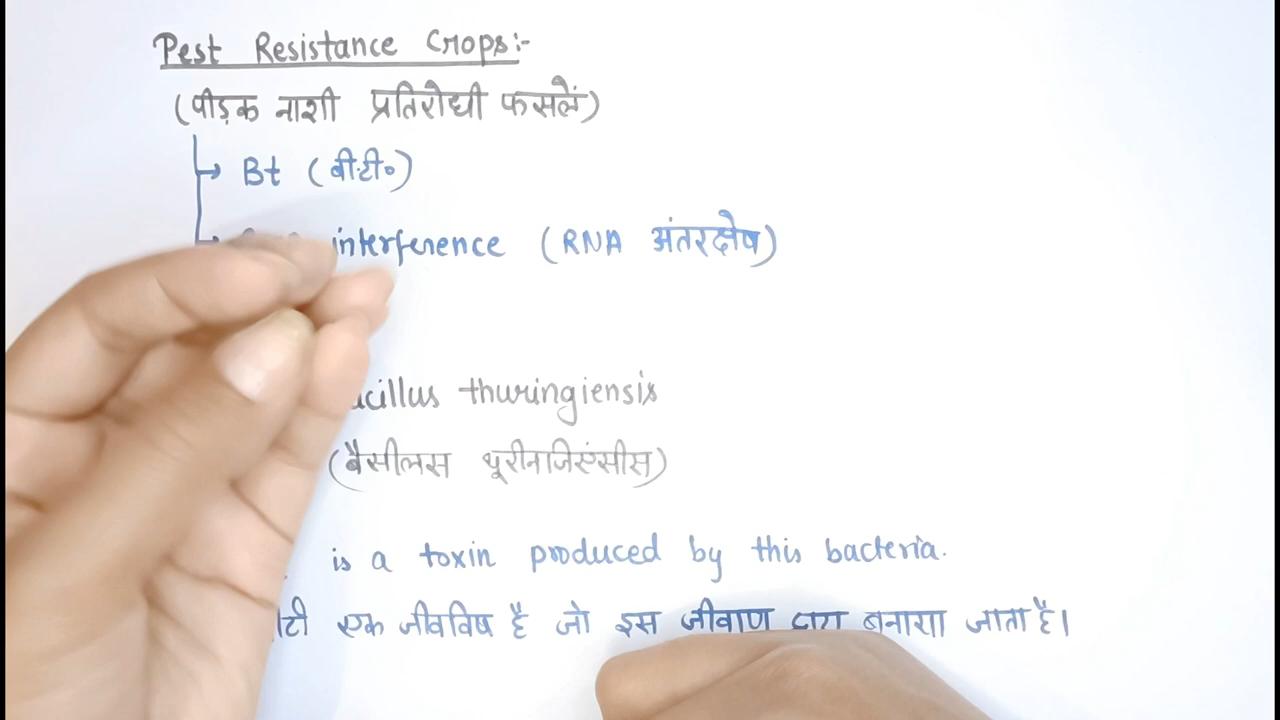 Pest Resistance Crops:-
(पीड़क नाशी प्रतिरोधी फसलें)
Bt (बी.टी०)
interference (RNA अंतरक्षेप)
thuringiensis
(बैसीलस थूरीनजिएंसीस)
is a toxin produced by this bacteria.
एक जीवविष है जो इस जीवाणु बनाया जाता है।